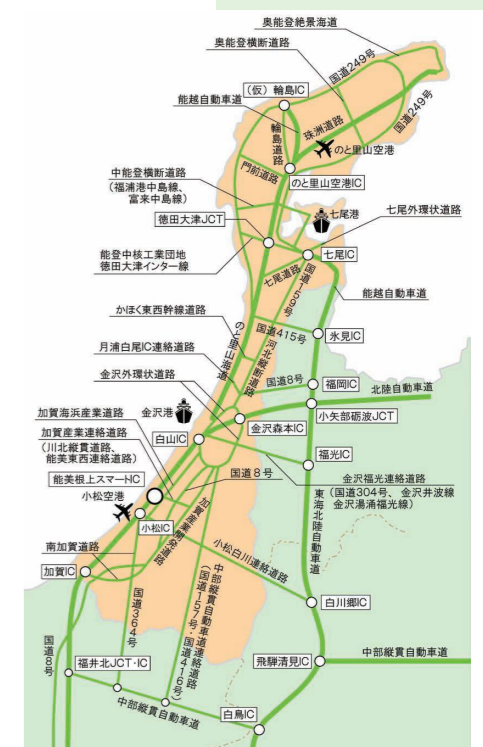 奥能登絶景海道
奥能登横断道路
国道249号
(仮) 輪島IC
能越自動車道
珠洲道路
国道249号
輪島道路
のと里山空港
門前道路
のと里山空港IC
中能登横断道路
(福浦港中島線、
富来中島線)
七尾港
徳田大津JCT
七尾外環状道路
能登中核工業団地
徳田大津インター線
七尾IC
七尾道路
国道159号
能越自動車道
かほく東西幹線道路
のと里山海道
国道415号
氷見IC
月浦白尾IC連絡道路
河北縦断道路
国道8号
福岡IC
金沢外環状道路
北陸自動車道
加賀海浜産業道路
金沢港
小矢部砺波JCT
金沢森本IC
加賀産業連絡道路
(川北縦貫道路、
能美東西連絡道路)
白山IC
福光IC
国道8号
金沢福光連絡道路
(国道304号、金沢井波線
金沢湯涌福光線)
能美根上スマートIC
小松空港
小松IC
加賀産業開発道路
東海北陸自動車道
南加賀道路
小松白川連絡道路
加賀IC
白川郷IC
国道364号
中部縦貫自動車道連絡道路
(国道157号・国道416号)
国道8号
福井北JCT・IC
飛騨清見IC
中部縦貫自動車道
中部縦貫自動車道
白鳥IC